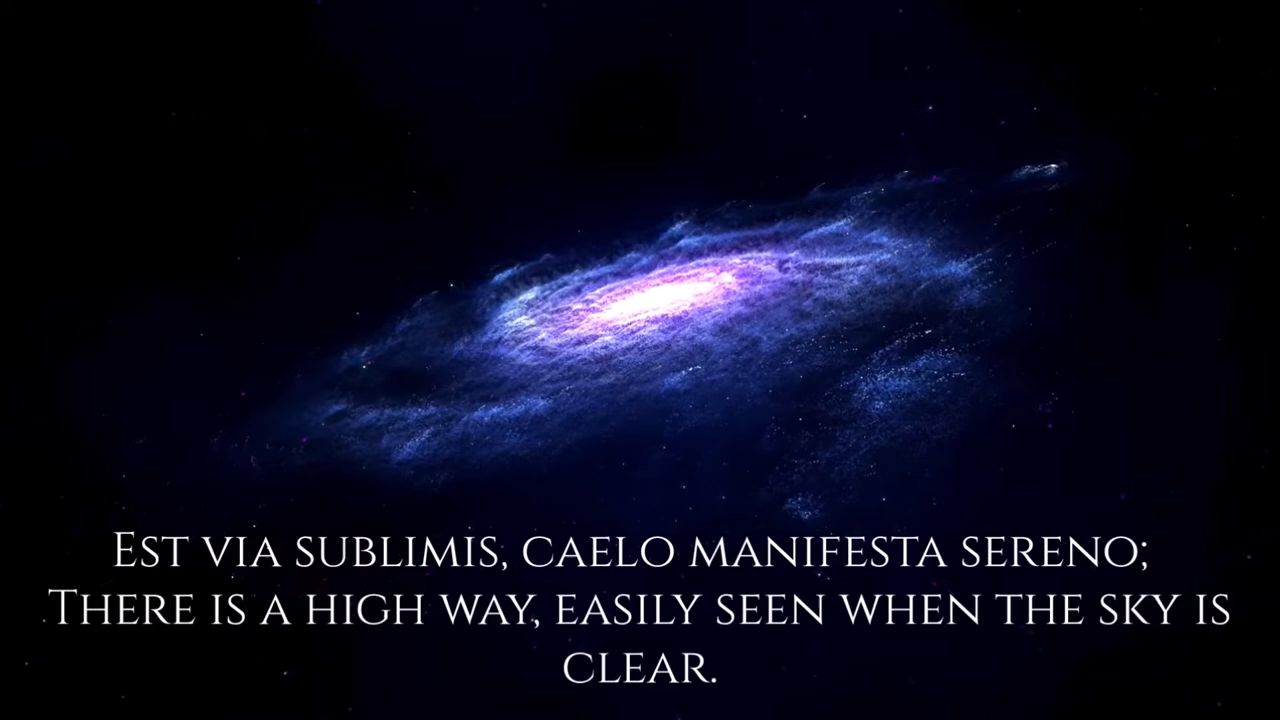 Est via sublimis, caelo manifesta sereno;
There is a high way, easily seen when the sky is
clear.